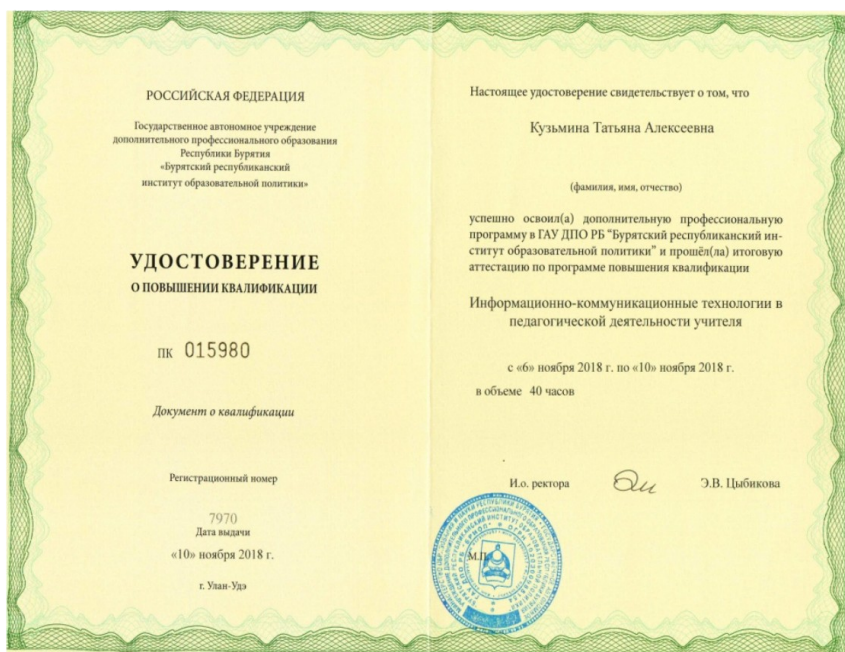 РОССИЙСКАЯ ФЕДЕРАЦИЯ
Государственное автономное учреждение
дополнительного профессионального образования
Республики Бурятия
«Бурятский республиканский
институт образовательной политики»
УДОСТОВЕРЕНИЕ
О ПОВЫШЕНИИ КВАЛИФИКАЦИИ
ПК 015980
Документ о квалификации
Регистрационный номер
7970
Дата выдачи
«10» ноября 2018 г.
г. Улан-Удэ
Настоящее удостоверение свидетельствует о том, что
Кузьмина Татьяна Алексеевна
(фамилия, имя, отчество)
успешно освоил(а) дополнительную профессиональную
программу в ГАУ ДПО РБ "Бурятский республиканский ин-
ститут образовательной политики" и прошёл(ла) итоговую
аттестацию по программе повышения квалификации
Информационно-коммуникационные технологии в
педагогической деятельности учителя
с «6» ноября 2018 г. по «10» ноября 2018 г.
в объеме 40 часов
И.о. ректора
Э.В. Цыбикова
М.П.